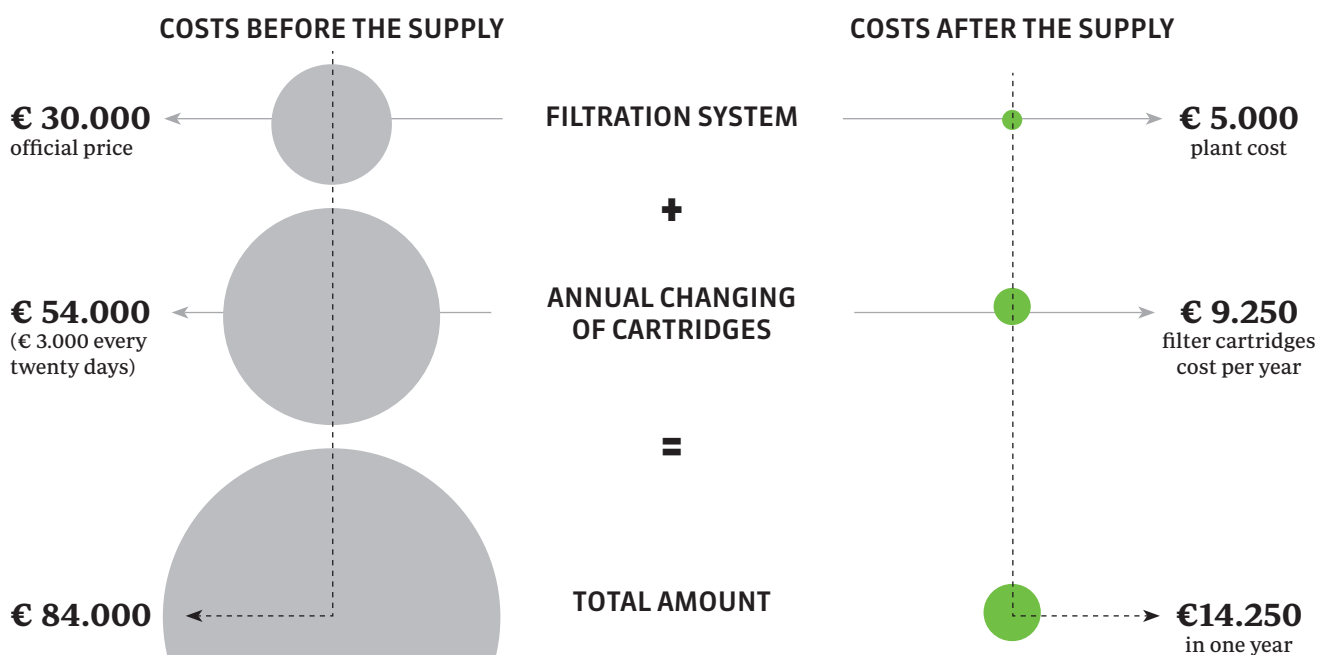 COSTS BEFORE THE SUPPLY
COSTS AFTER THE SUPPLY
€ 30.000
official price
FILTRATION SYSTEM
€ 5.000
plant cost
+
€ 54.000
(€ 3.000 every
twenty days)
ANNUAL CHANGING
OF CARTRIDGES
€ 9.250
filter cartridges
cost per year
=
€ 84.000
TOTAL AMOUNT
€14.250
in one year